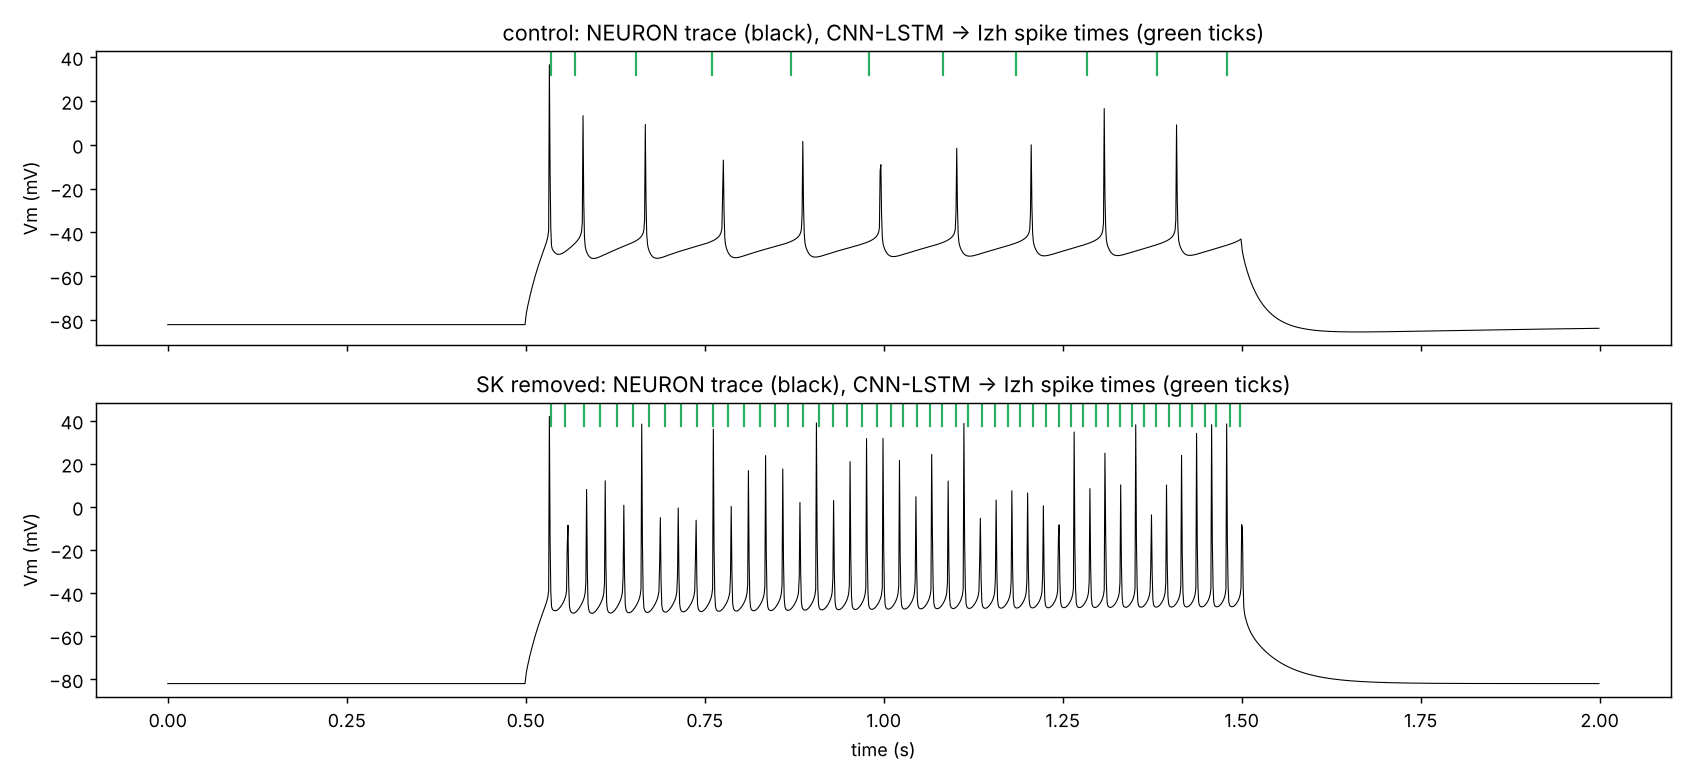 control: NEURON trace (black), CNN-LSTM → Izh spike times (green ticks)
40
20
0
−20
−40
−60
−80
Vm (mV)
SK removed: NEURON trace (black), CNN-LSTM → Izh spike times (green ticks)
40
20
0
−20
−40
−60
−80
Vm (mV)
0.00 0.25 0.50 0.75 1.00 1.25 1.50 1.75 2.00
time (s)